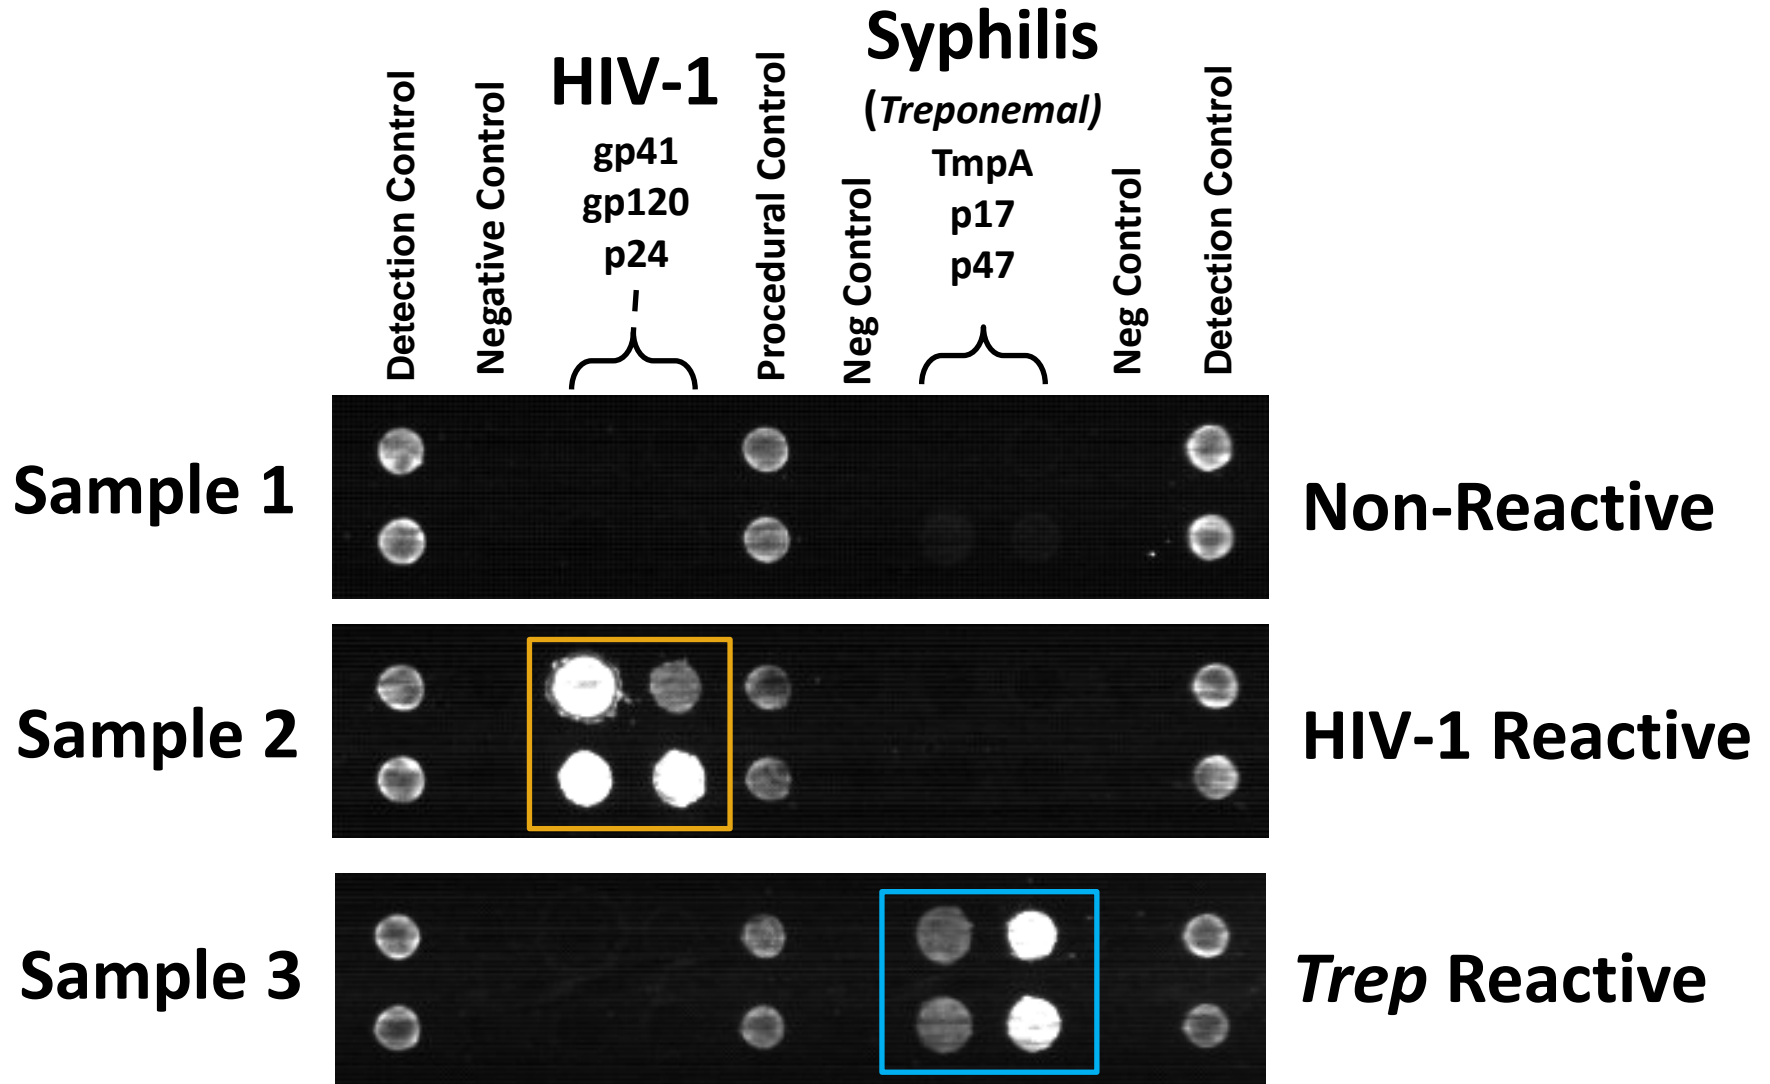 Detection Control
Negative Control
HIV-1
gp41
gp120
p24
Procedural Control
Neg Control
Syphilis
(Treponemal)
TmpA
p17
p47
Neg Control
Detection Control
Sample 1
Non-Reactive
Sample 2
HIV-1 Reactive
Sample 3
Trep Reactive